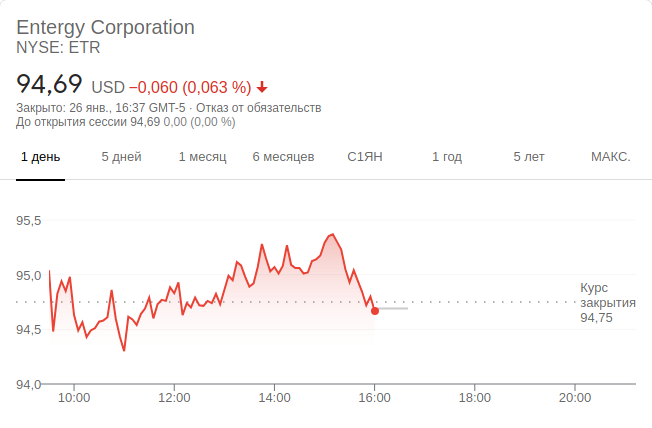 Entergy Corporation
NYSE: ETR
94,69 USD −0,060 (0,063 %)
Закрыто: 26 янв., 16:37 GMT-5 · Отказ от обязательств
До открытия сессии 94,69 0,00 (0,00 %)
1 день 5 дней 1 месяц 6 месяцев С1ЯН 1 год 5 лет МАКС.
95,5
95,0
Курс
закрытия
94,75
94,5
94,0
10:00 12:00 14:00 16:00 18:00 20:00